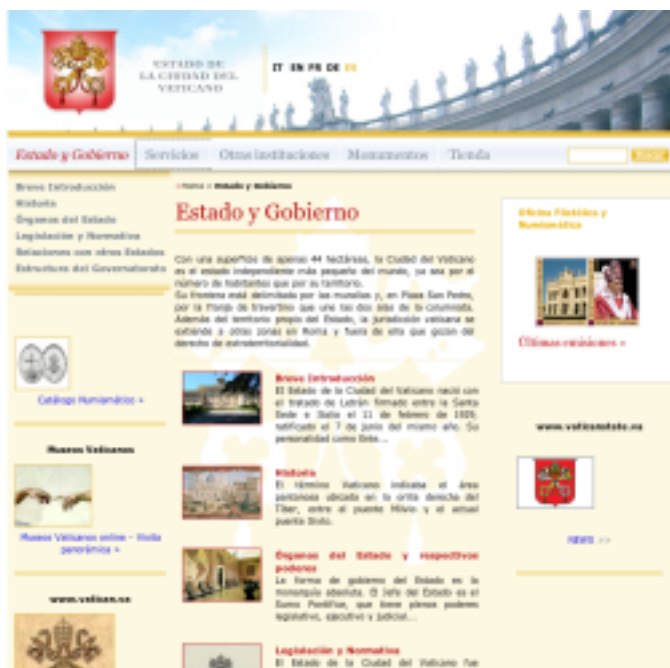 ESTADO DE
LA CIUDAD DEL
VATICANO
IT EN FR DE ES
Estado y Gobierno
Servicios
Otras instituciones
Monumentos
Tienda
Breve Introducción
Historia
Órganos del Estado
Legislación y Normativa
Relaciones con otros Estados
Estructura del Governatorato
Catálogo Numismático »
Museos Vaticanos
Museos Vaticanos online - Visita
panorámica »
www.vatican.va
Home » Estado y Gobierno
Estado y Gobierno
Con una superficie de apenas 44 hectáreas, la Ciudad del Vaticano
es el estado independiente más pequeño del mundo, ya sea por el
número de habitantes que por su territorio.
Su frontera está delimitada por las murallas y, en Plaza San Pedro,
por la franja de travertino que une las dos alas de la columnata.
Además del territorio propio del Estado, la jurisdicción vaticana se
extiende a otras zonas en Roma y fuera de ella que gozan del
derecho de extraterritorialidad.
Breve Introducción
El Estado de la Ciudad del Vaticano nació con
el tratado de Letrán firmado entre la Santa
Sede e Italia el 11 de febrero de 1929,
ratificado el 7 de junio del mismo año. Su
personalidad como Ente...
Historia
El término Vaticano indicaba el área
pantanosa ubicada en la orilla derecha del
Tíber, entre el puente Milvio y el actual
puente Sixto.
Órganos del Estado y respectivos
poderes
La forma de gobierno del Estado es la
monarquía absoluta. El Jefe del Estado es el
Sumo Pontífice, que tiene plenos poderes
legislativo, ejecutivo y judicial...
Legislación y Normativa
El Estado de la Ciudad del Vaticano fue
Oficina Filatélica y
Numismática
Últimas emisiones »
www.vaticanstate.va
NEWS >>